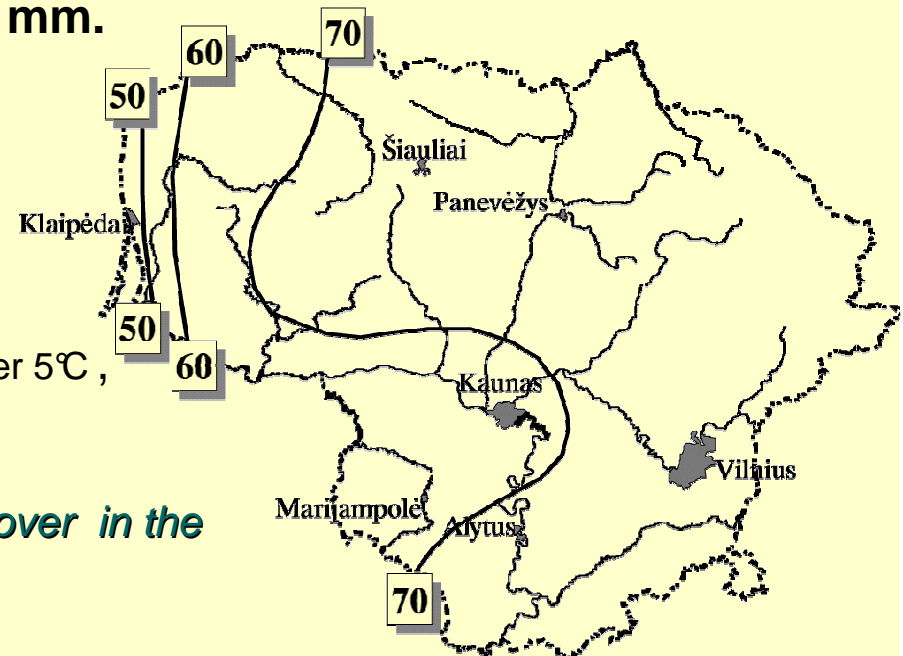 mm.
70
60
50
Šiauliai
Panevėžys
Klaipėda
50
60
er 5°C ,
Kaunas
Vilnius
Marijampolė
over in the
Alytus
70